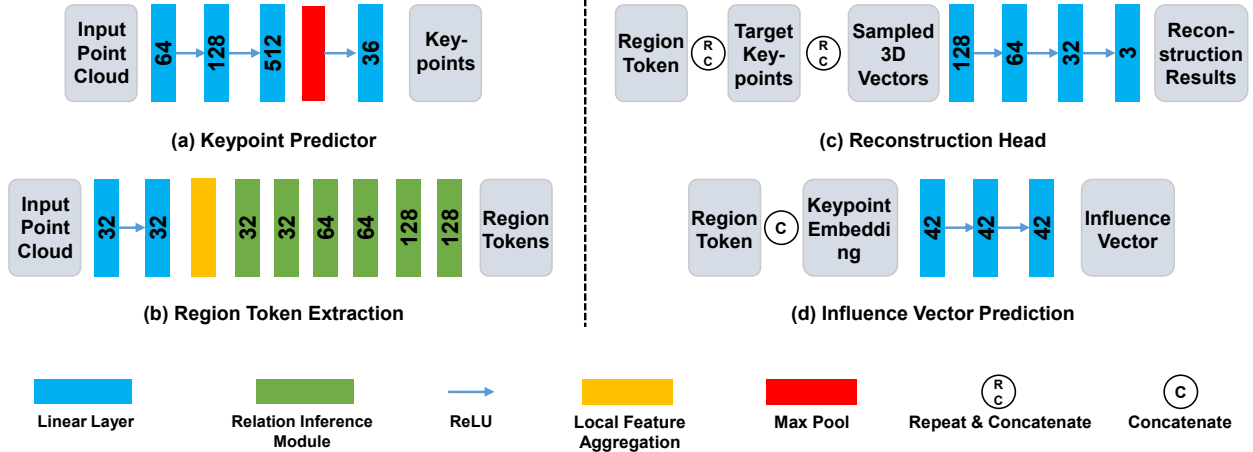 Input
Point
Cloud
64
128
512
36
Key-
points
(a) Keypoint Predictor
Input
Point
Cloud
32
32
32
32
64
64
128
128
Region
Tokens
(b) Region Token Extraction
Region
Token
R
C
Target
Key-
points
R
C
Sampled
3D
Vectors
128
64
32
3
Recon-
struction
Results
(c) Reconstruction Head
Region
Token
C
Keypoint
Embeddi
ng
42
42
42
Influence
Vector
(d) Influence Vector Prediction
Linear Layer
Relation Inference
Module
ReLU
Local Feature
Aggregation
Max Pool
R
C
Repeat & Concatenate
C
Concatenate